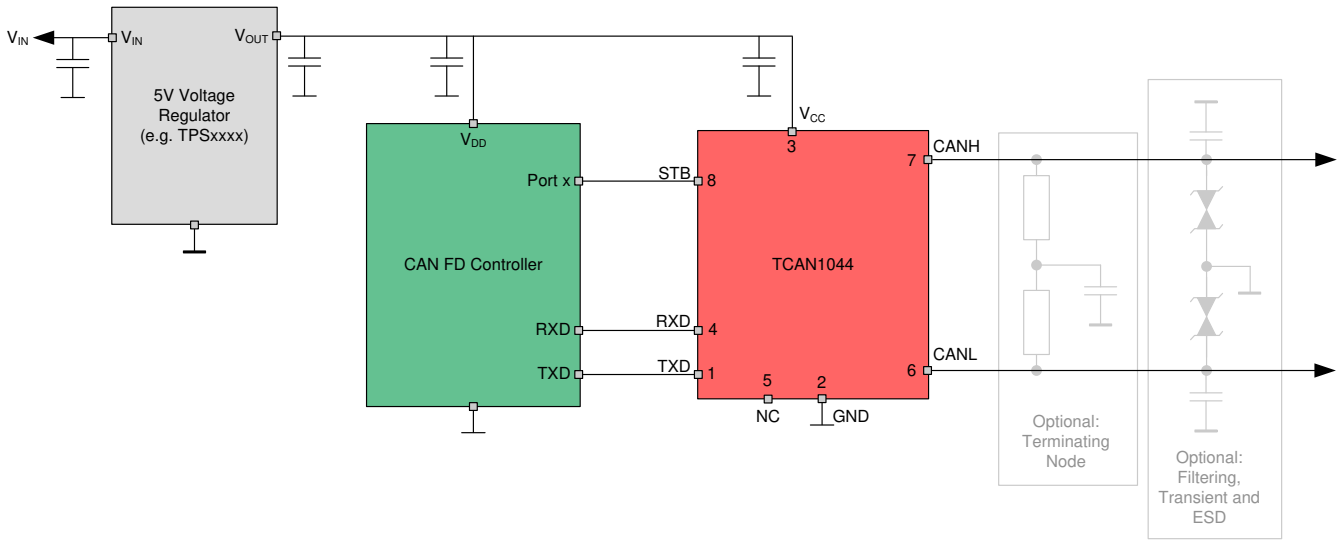 VIN
VIN
VOUT
5V Voltage
Regulator
(e.g. TPSxxxx)
VDD
Port x
CAN FD Controller
RXD
TXD
STB
RXD
TXD
VCC
3
8
7
TCAN1044
4
1
5
2
6
NC
GND
CANH
CANL
Optional:
Terminating
Node
Optional:
Filtering,
Transient and
ESD